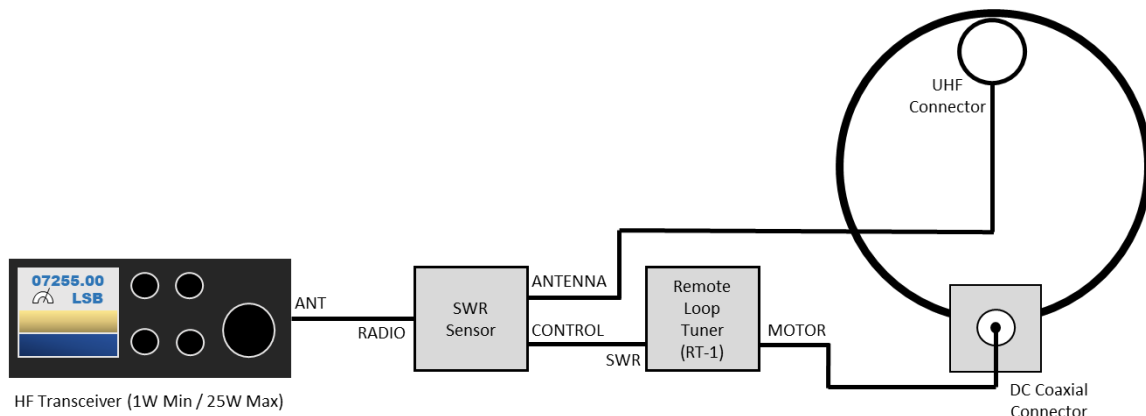 UHF
Connector
07255.00
LSB
ANT
RADIO
SWR
Sensor
ANTENNA
CONTROL
SWR
Remote
Loop
Tuner
(RT-1)
MOTOR
HF Transceiver (1W Min / 25W Max)
DC Coaxial
Connector